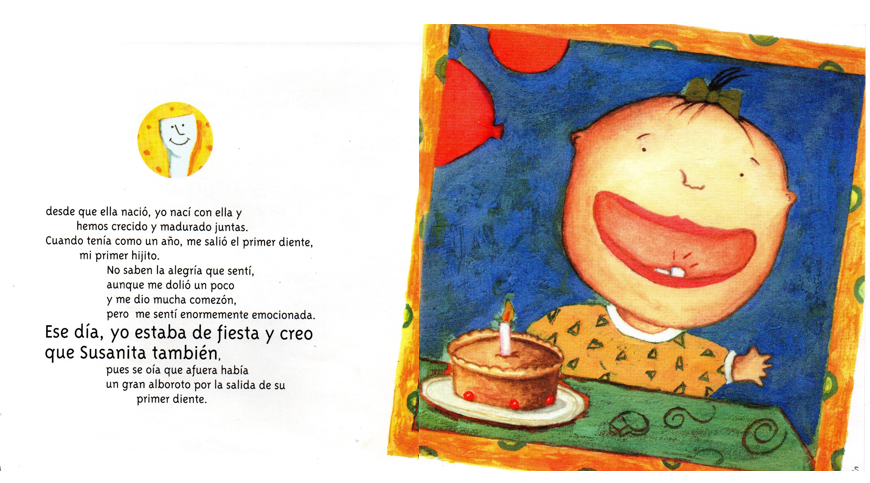 desde que ella nació, yo nací con ella y
hemos crecido y madurado juntas.
Cuando tenía como un año, me salió el primer diente,
mi primer hijito.
No saben la alegría que sentí,
aunque me dolió un poco
y me dio mucha comezón,
pero me sentí enormemente emocionada.
Ese día, yo estaba de fiesta y creo
que Susanita también,
pues se oía que afuera había
un gran alboroto por la salida de su
primer diente.